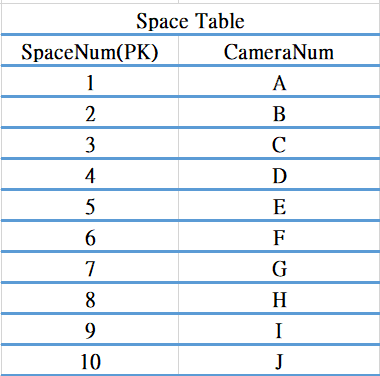 Space Table
SpaceNum(PK) CameraNum
1 A
2 B
3 C
4 D
5 E
6 F
7 G
8 H
9 I
10 J